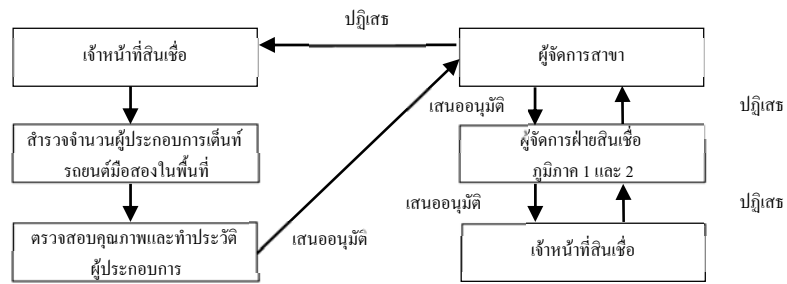 ปฏิเสธ
เจ้าหน้าที่สินเชื่อ
ผู้จัดการสาขา
เสนออนุมัติ
ปฏิเสธ
สำรวจจำนวนผู้ประกอบการเต็นท์
รถยนต์มือสองในพื้นที่
ผู้จัดการฝ่ายสินเชื่อ
ภูมิภาค 1 และ 2
เสนออนุมัติ
ปฏิเสธ
ตรวจสอบคุณภาพและทำประวัติ
ผู้ประกอบการ
เสนออนุมัติ
เจ้าหน้าที่สินเชื่อ